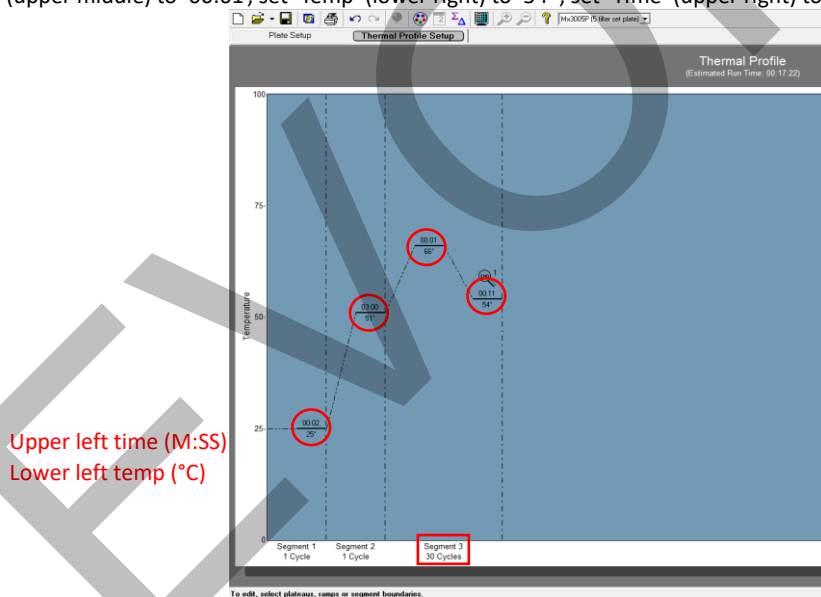 (upper middle) to "00:01", set "Temp" (lower right) to "54", set "Time" (upper right) to
Mx3005P (5 filter set plate)
Plate Setup
Thermal Profile Setup
Thermal Profile
(Estimated Run Time: 00:17:22)
100
75
50
25
0
Temperature
00:01
66°
1
00:11
54°
03:00
51°
00:02
25°
Upper left time (M:SS)
Lower left temp (°C)
Segment 1
1 Cycle
Segment 2
1 Cycle
Segment 3
30 Cycles
To edit, select plateaus, ramps or segment boundaries.